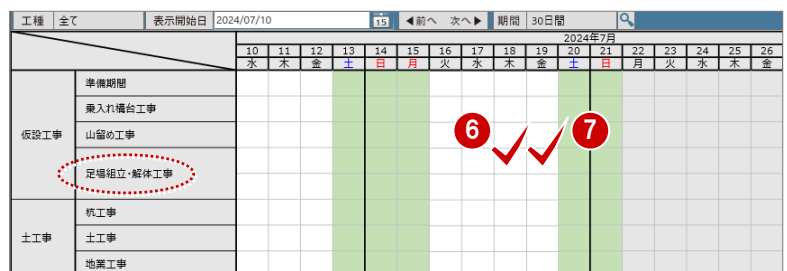 工種 全て 表示開始日 2024/07/10 15 ◀前へ 次へ▶ 期間 30日間
2024年7月
10 11 12 13 14 15 16 17 18 19 20 21 22 23 24 25 26
水 木 金 土 日 月 火 水 木 金 土 日 月 火 水 木 金
準備期間
乗入れ構台工事
仮設工事 山留め工事 6 7
足場組立・解体工事
杭工事
土工事 土工事
地業工事